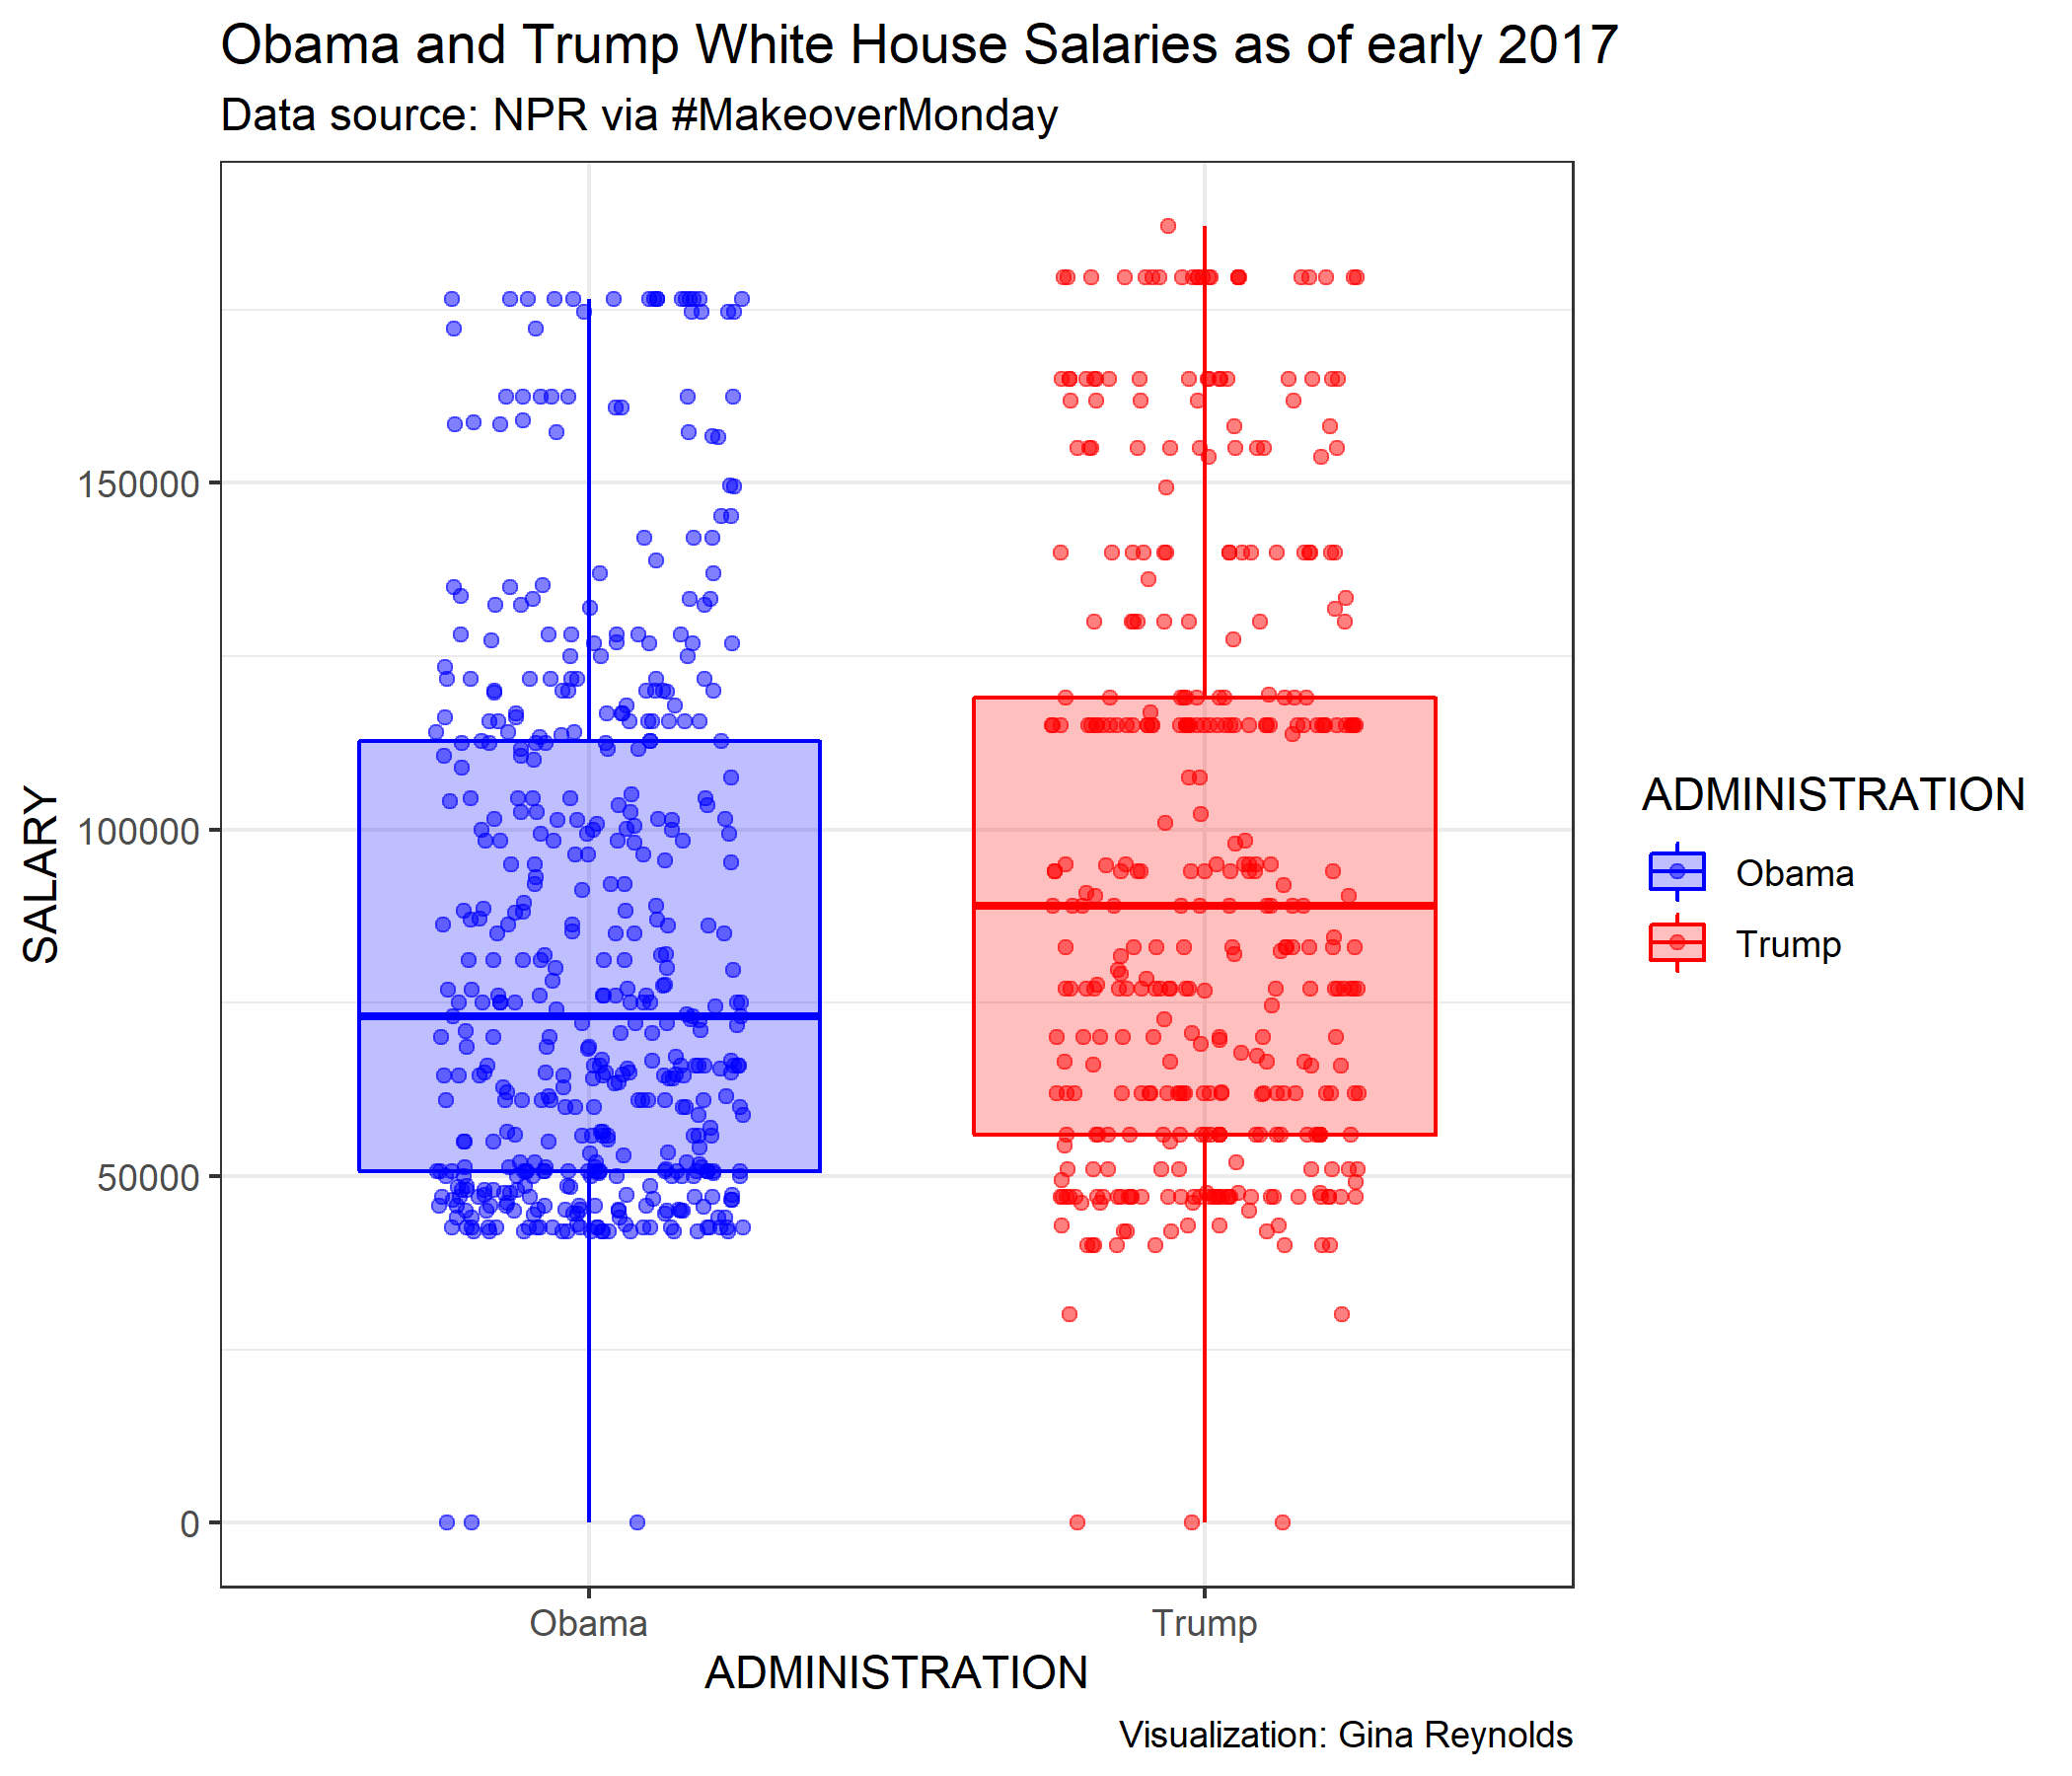 Obama and Trump White House Salaries as of early 2017
Data source: NPR via #MakeoverMonday
SALARY
150000
100000
50000
0
Obama
Trump
ADMINISTRATION
ADMINISTRATION
Obama
Trump
Visualization: Gina Reynolds